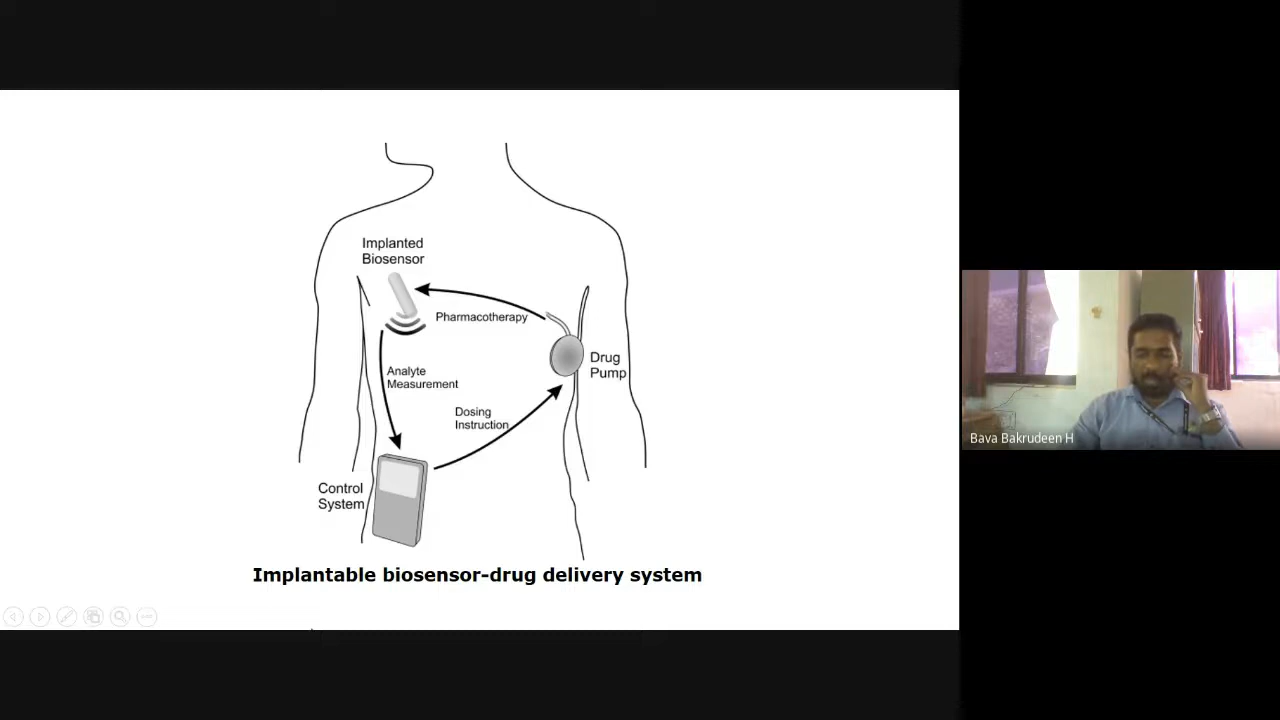 Implanted
Biosensor
Pharmacotherapy
Drug
Pump
Analyte
Measurement
Dosing
Instruction
Control
System
Implantable biosensor-drug delivery system
Bava Bakrudeen H